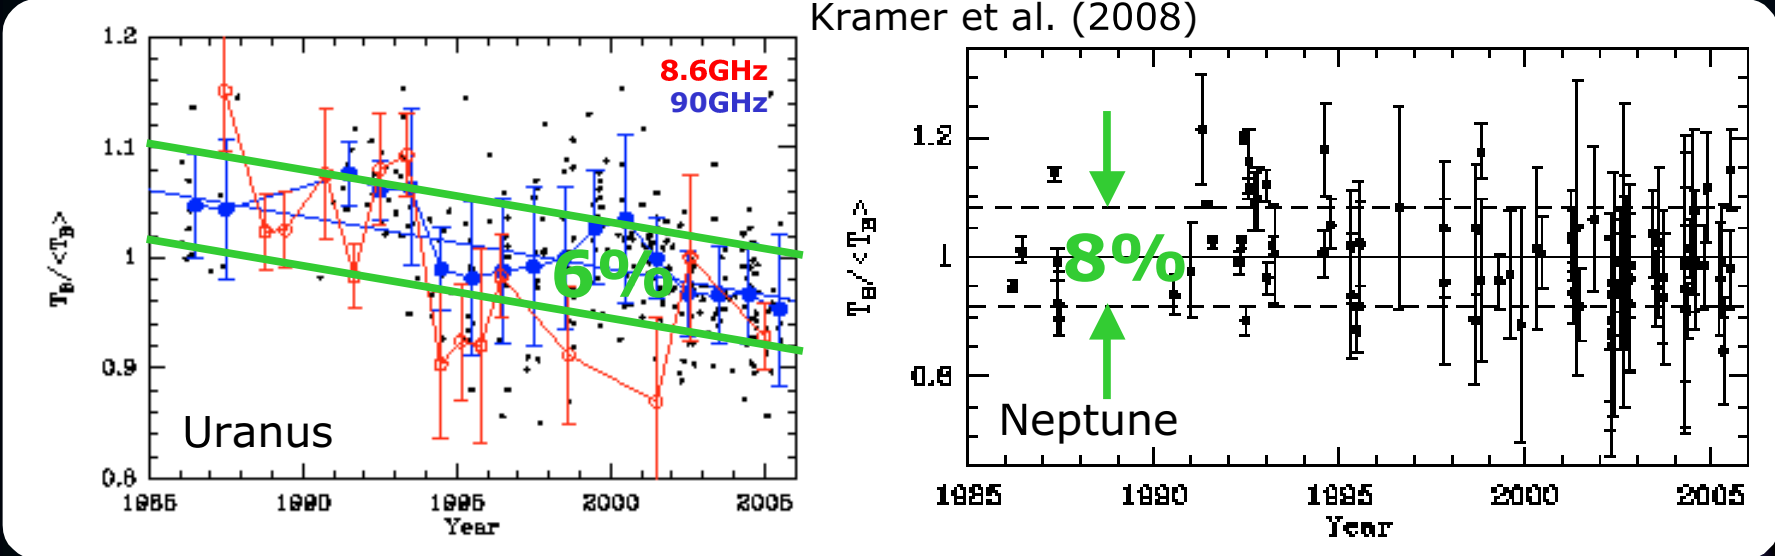 Kramer et al. (2008)
1.2
1.1
1
0.9
0.8
T_B/<T_B>
8.6GHz
90GHz
6%
Uranus
1985 1990 1995 2000 2005
Year
1.2
1
0.8
T_B/<T_B>
8%
Neptune
1985 1990 1995 2000 2005
Year